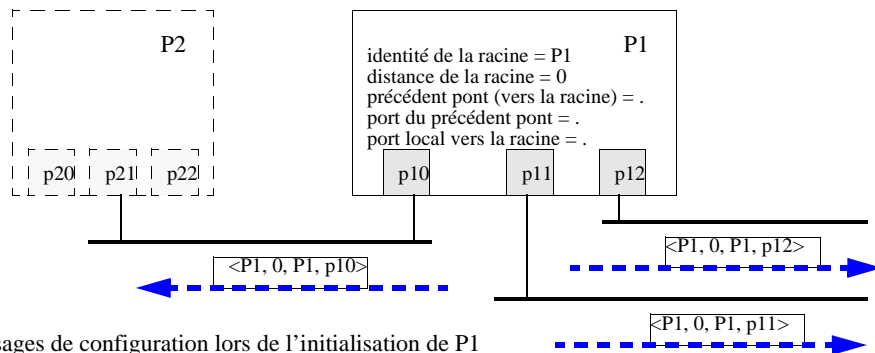 P2
P1
identité de la racine = P1
distance de la racine = 0
précédent pont (vers la racine) = .
port du précédent pont = .
port local vers la racine = .
p20 p21 p22
p10 p11 p12
<P1, 0, P1, p12>
<P1, 0, P1, p10>
<P1, 0, P1, p11>
sages de configuration lors de l’initialisation de P1